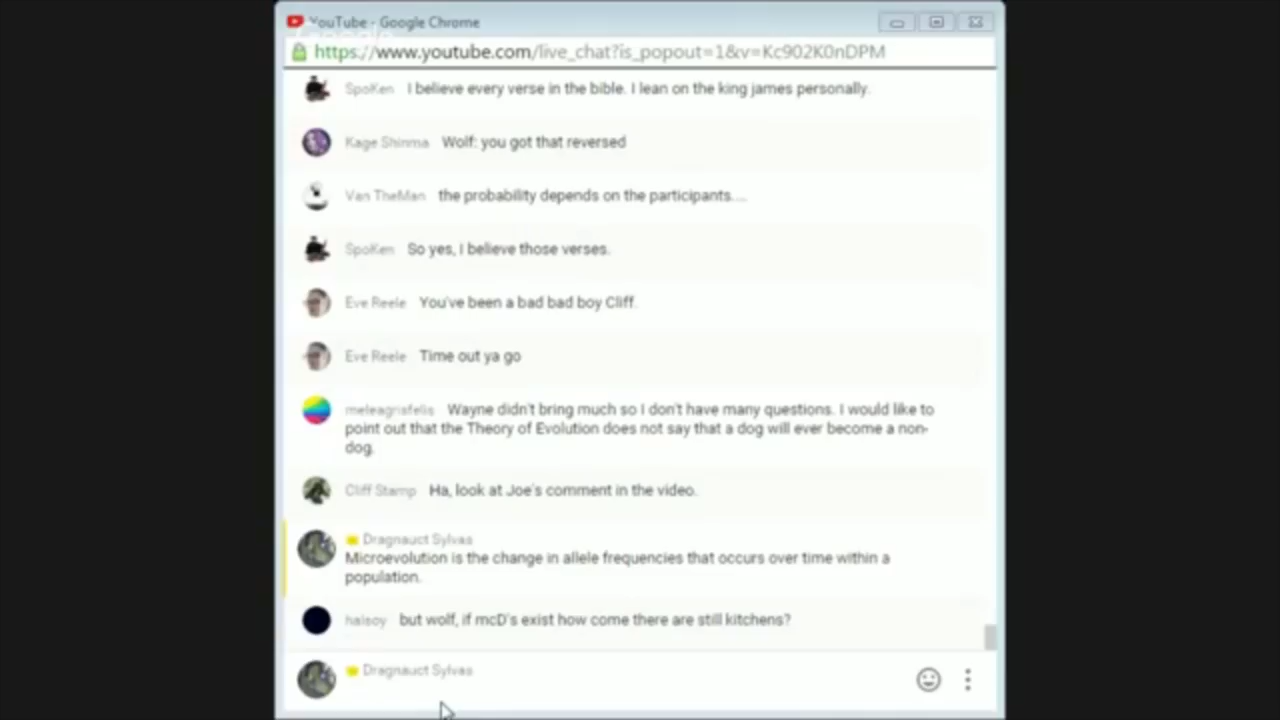 YouTube - Google Chrome
Google
https://www.youtube.com/live_chat?is_popout=1&v=Kc902K0nDPM
SpoKen I believe every verse in the bible. I lean on the king james personally.
Kage Shinma Wolf: you got that reversed
Van TheMan the probability depends on the participants....
SpoKen So yes, I believe those verses.
Eve Reele You've been a bad bad boy Cliff.
Eve Reele Time out ya go
meleagrisfelis Wayne didn't bring much so I don't have many questions. I would like to
point out that the Theory of Evolution does not say that a dog will ever become a non-
dog.
Cliff Stamp Ha, look at Joe's comment in the video.
Dragnauct Sylvas
Microevolution is the change in allele frequencies that occurs over time within a
population.
halsoy but wolf, if mcD's exist how come there are still kitchens?
Dragnauct Sylvas